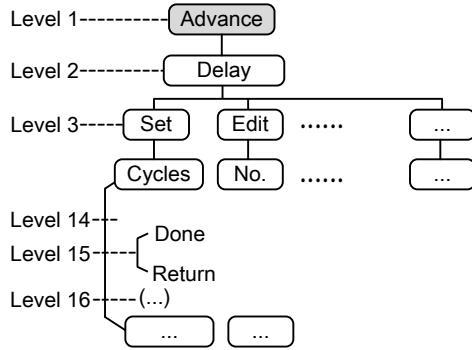 Level 1 Advance
Level 2 Delay
Level 3 Set Edit ...... ...
Cycles No. ...... ...
Level 14
Done
Level 15
Return
Level 16 (...)
... ...